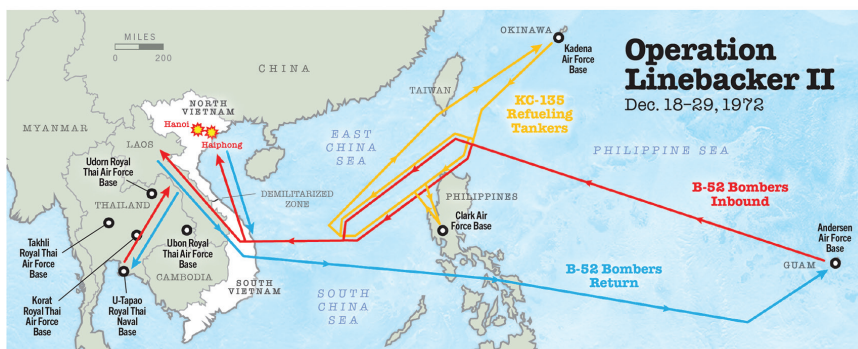 MILES
0
200
OKINAWA
Kadena
Air Force
Base
Operation
Linebacker II
Dec. 18–29, 1972
CHINA
TAIWAN
KC-135
Refueling
Tankers
NORTH
VIETNAM
Hanoi
Haiphong
MYANMAR
LAOS
EAST
CHINA
SEA
PHILIPPINE SEA
Udorn Royal
Thai Air Force
Base
DEMILITARIZED
ZONE
PHILIPPINES
B-52 Bombers
Inbound
THAILAND
Clark Air
Force Base
Andersen
Air Force
Base
Takhli
Royal Thai
Air Force
Base
Ubon Royal
Thai Air Force
Base
GUAM
CAMBODIA
B-52 Bombers
Return
SOUTH
VIETNAM
Korat
Royal Thai
Air Force
Base
U-Tapao
Royal Thai
Naval
Base
SOUTH
CHINA
SEA